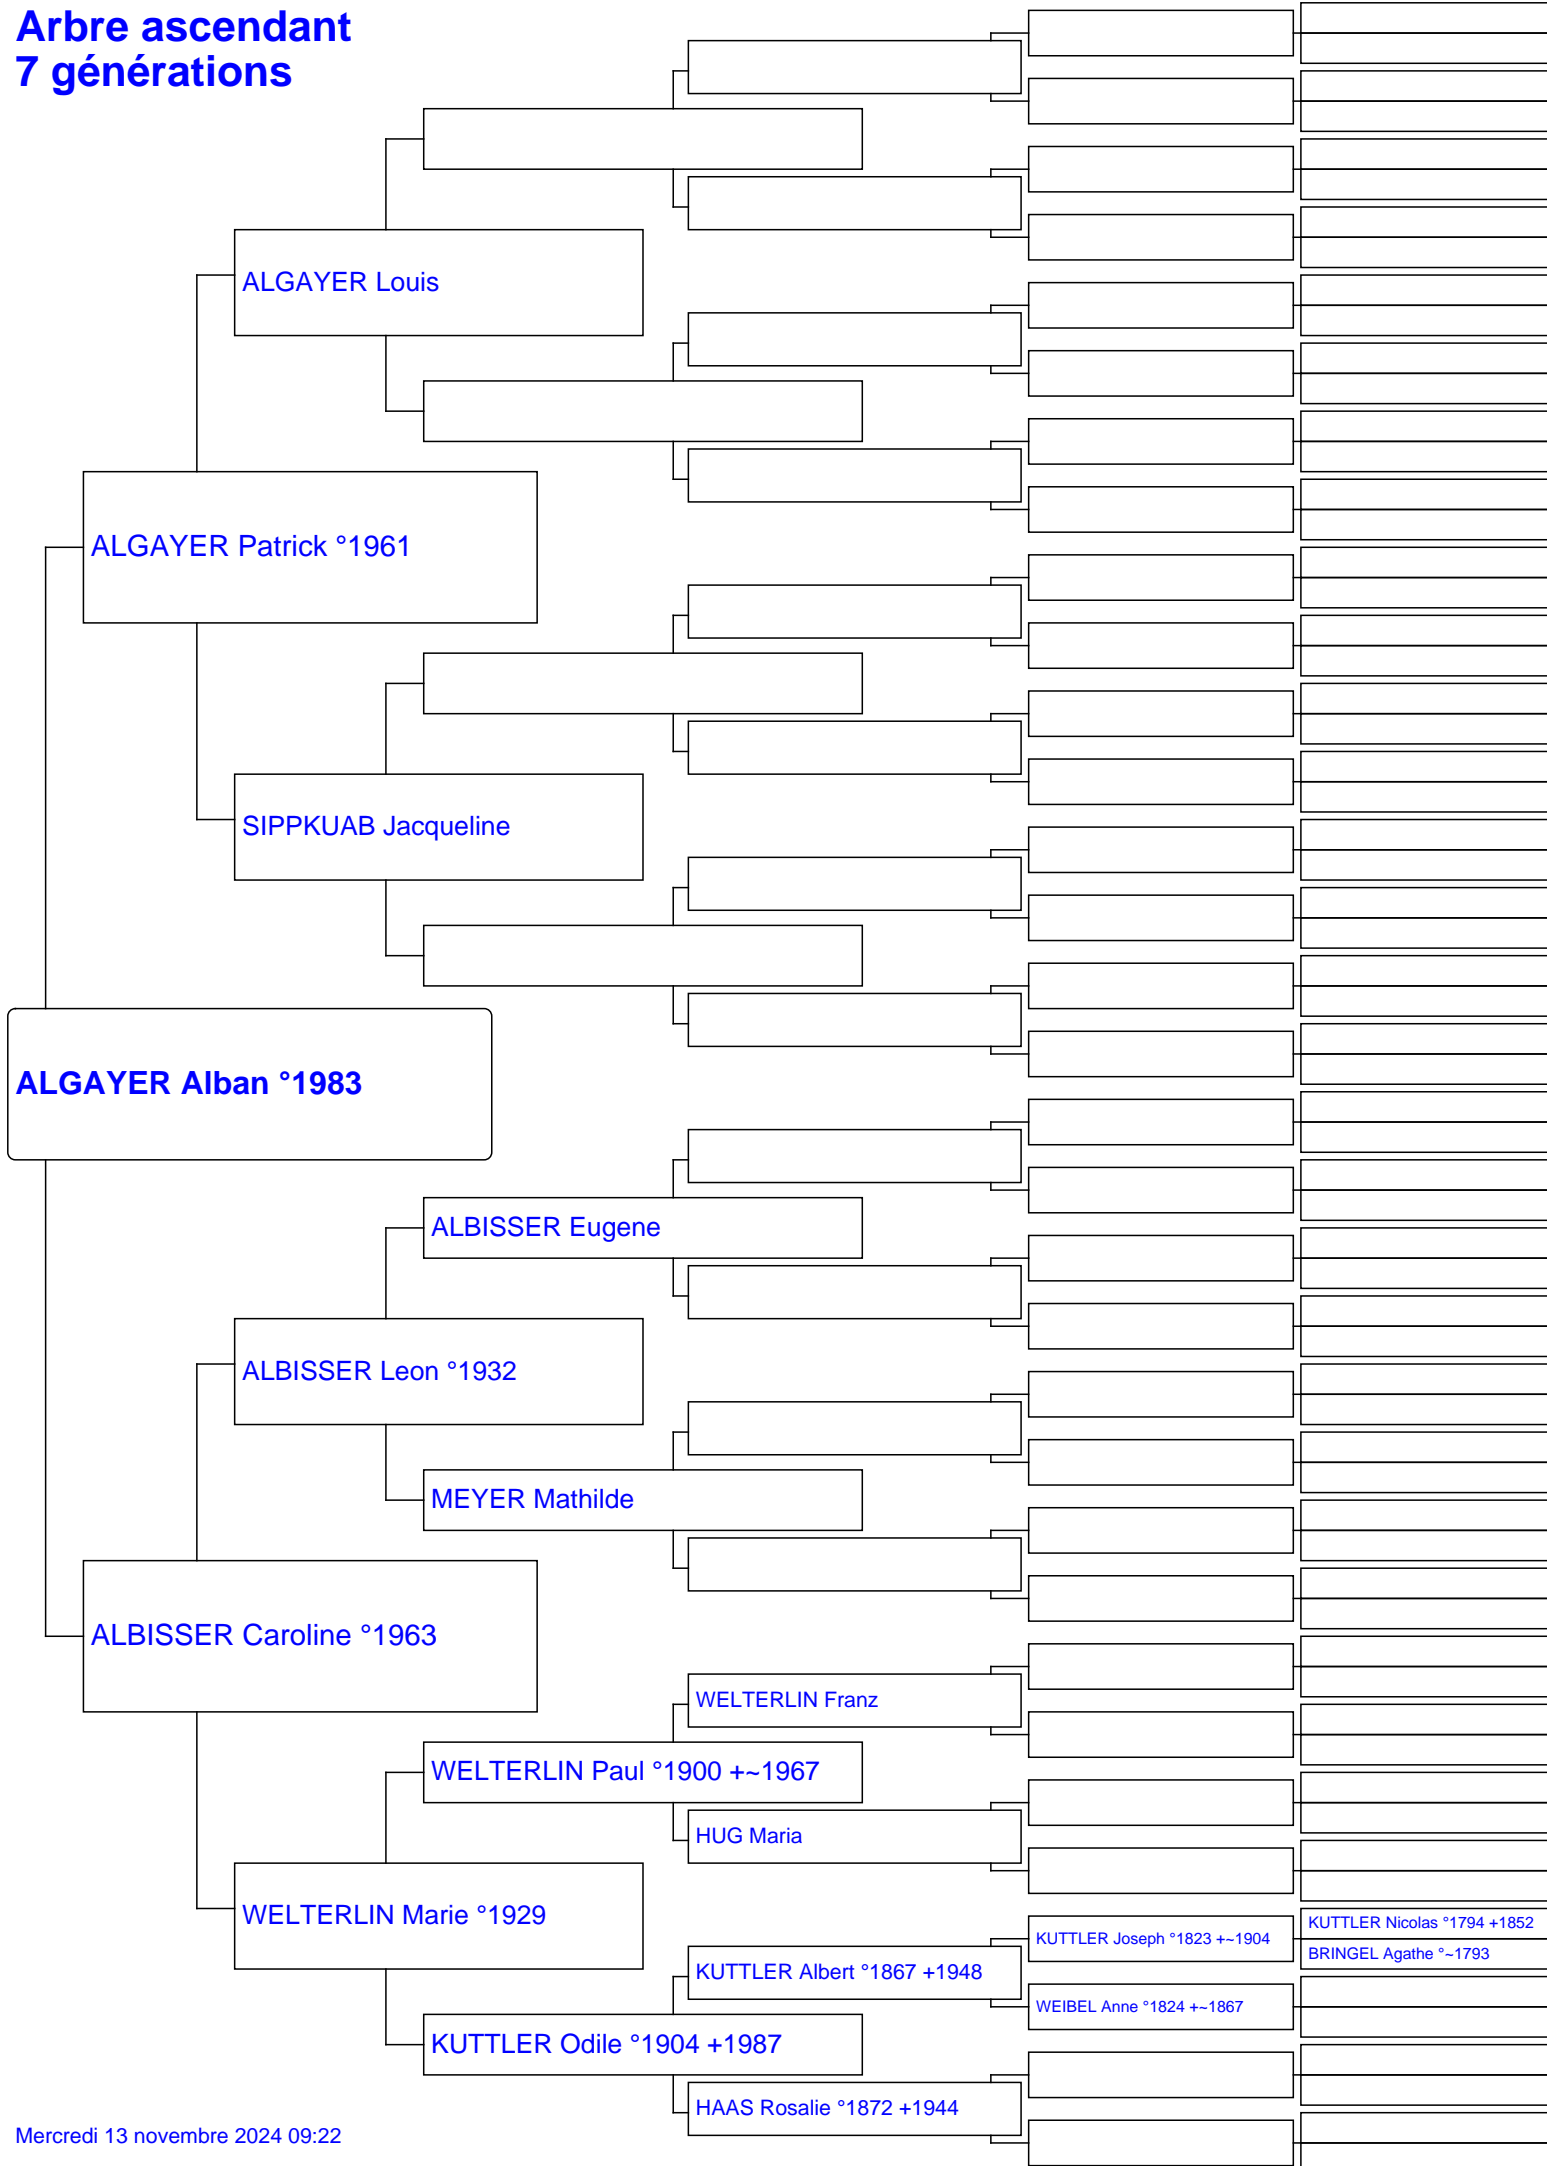 Arbre ascendant
7 générations
ALGAYER Louis
ALGAYER Patrick °1961
SIPPKUAB Jacqueline
ALGAYER Alban °1983
ALBISSER Eugene
ALBISSER Leon °1932
MEYER Mathilde
ALBISSER Caroline °1963
WELTERLIN Franz
WELTERLIN Paul °1900 +~1967
HUG Maria
WELTERLIN Marie °1929
KUTTLER Nicolas °1794 +1852
KUTTLER Joseph °1823 +~1904
BRINGEL Agathe °~1793
KUTTLER Albert °1867 +1948
WEIBEL Anne °1824 +~1867
KUTTLER Odile °1904 +1987
HAAS Rosalie °1872 +1944
Mercredi 13 novembre 2024 09:22